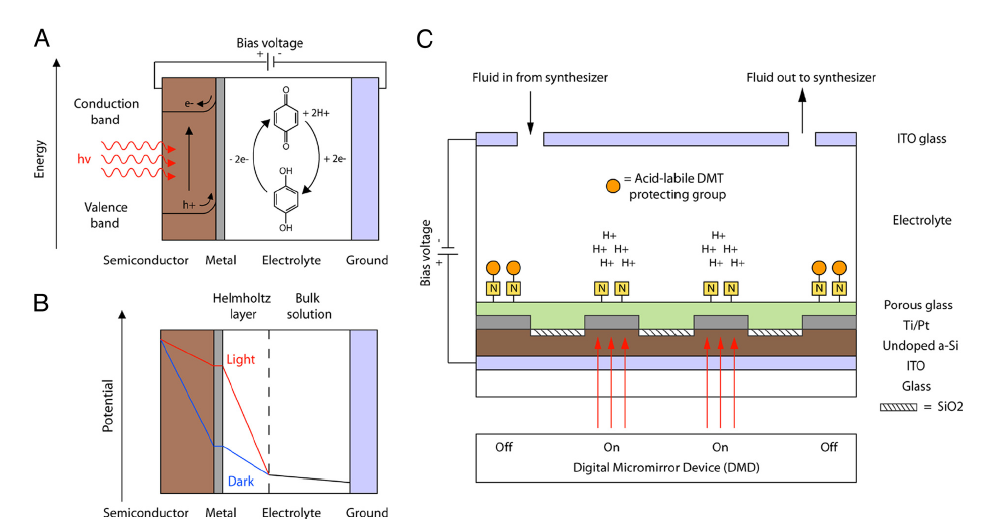 A
Bias voltage
+ -
Energy
Conduction
band
e-
hν
Valence
band
h+
O
O
+ 2H+
- 2e-
+ 2e-
OH
OH
Semiconductor Metal Electrolyte Ground
B
Helmholtz
layer
Bulk
solution
Potential
Light
Dark
Semiconductor Metal Electrolyte Ground
C
Fluid in from synthesizer
Fluid out to synthesizer
ITO glass
= Acid-labile DMT
protecting group
Electrolyte
Bias voltage
-
+
H+ H+
H+ H+ H+ H+
H+ H+ H+ H+
N N N N N N N N
Porous glass
Ti/Pt
Undoped a-Si
ITO
Glass
= SiO2
Off On On Off
Digital Micromirror Device (DMD)